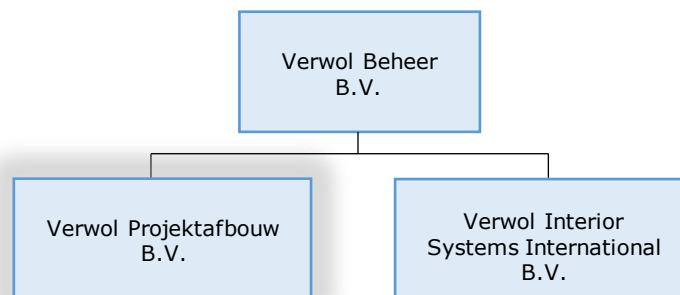 Verwol Beheer
B.V.
Verwol Projektafbouw
B.V.
Verwol Interior
Systems International
B.V.